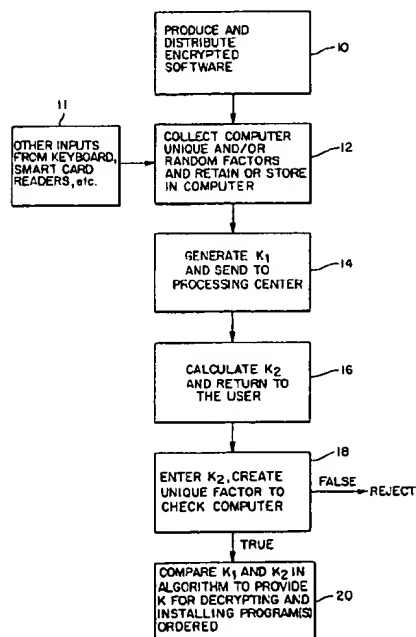 PRODUCE AND
DISTRIBUTE
ENCRYPTED
SOFTWARE
10
11
OTHER INPUTS
FROM KEYBOARD,
SMART CARD
READERS, etc.
COLLECT COMPUTER
UNIQUE AND/OR
RANDOM FACTORS
AND RETAIN OR STORE
IN COMPUTER
12
GENERATE K1
AND SEND TO
PROCESSING CENTER
14
CALCULATE K2
AND RETURN TO
THE USER
16
18
ENTER K2, CREATE
UNIQUE FACTOR TO
CHECK COMPUTER
FALSE
REJECT
TRUE
COMPARE K1 AND K2 IN
ALGORITHM TO PROVIDE
K FOR DECRYPTING AND
INSTALLING PROGRAM(S)
ORDERED
20